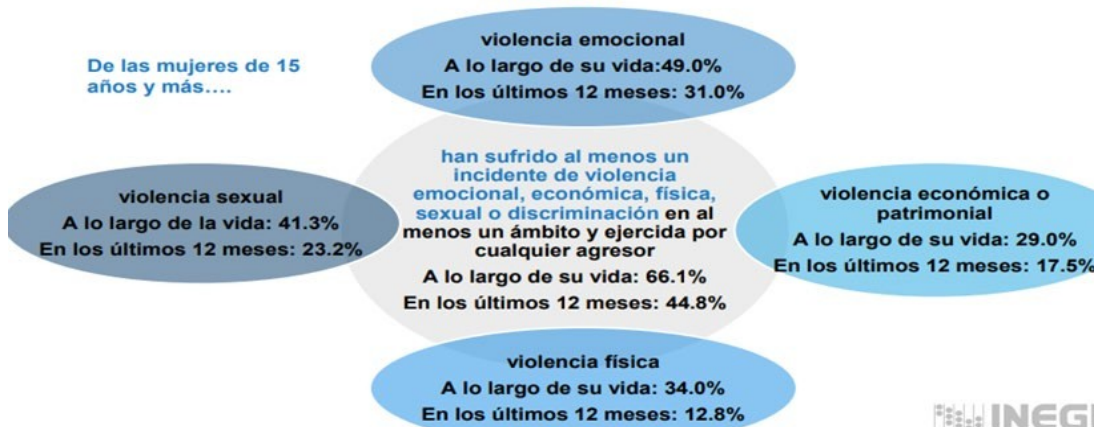 De las mujeres de 15
años y más....
violencia emocional
A lo largo de su vida:49.0%
En los últimos 12 meses: 31.0%
violencia sexual
A lo largo de la vida: 41.3%
En los últimos 12 meses: 23.2%
han sufrido al menos un
incidente de violencia
emocional, económica, física,
sexual o discriminación en al
menos un ámbito y ejercida por
cualquier agresor
A lo largo de su vida: 66.1%
En los últimos 12 meses: 44.8%
violencia económica o
patrimonial
A lo largo de su vida: 29.0%
En los últimos 12 meses: 17.5%
violencia física
A lo largo de su vida: 34.0%
En los últimos 12 meses: 12.8%
INEGI